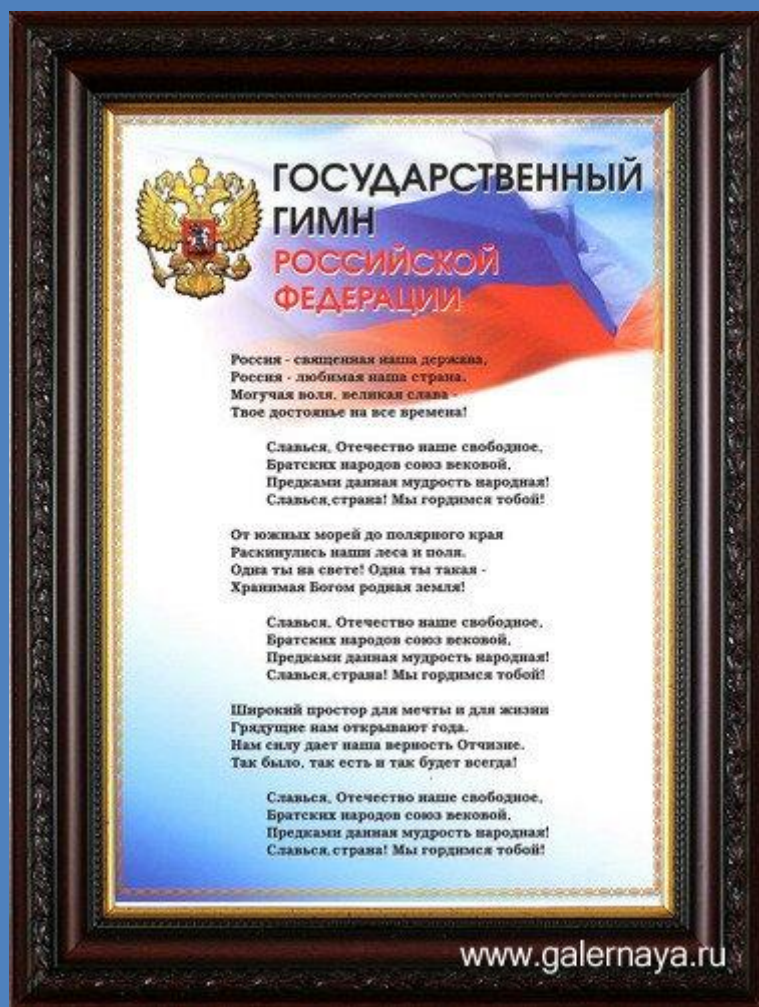 ГОСУДАРСТВЕННЫЙ
ГИМН
РОССИЙСКОЙ
ФЕДЕРАЦИИ
Россия - священная наша держава,
Россия - любимая наша страна.
Могучая воля, великая слава -
Твое достоянье на все времена!
Славься, Отечество наше свободное,
Братских народов союз вековой,
Предками данная мудрость народная!
Славься,страна! Мы гордимся тобой!
От южных морей до полярного края
Раскинулись наши леса и поля.
Одна ты на свете! Одна ты такая -
Хранимая Богом родная земля!
Славься, Отечество наше свободное,
Братских народов союз вековой,
Предками данная мудрость народная!
Славься,страна! Мы гордимся тобой!
Широкий простор для мечты и для жизни
Грядущие нам открывают года.
Нам силу дает наша верность Отчизне.
Так было, так есть и так будет всегда!
Славься, Отечество наше свободное,
Братских народов союз вековой,
Предками данная мудрость народная!
Славься,страна! Мы гордимся тобой!
www.galernaya.ru